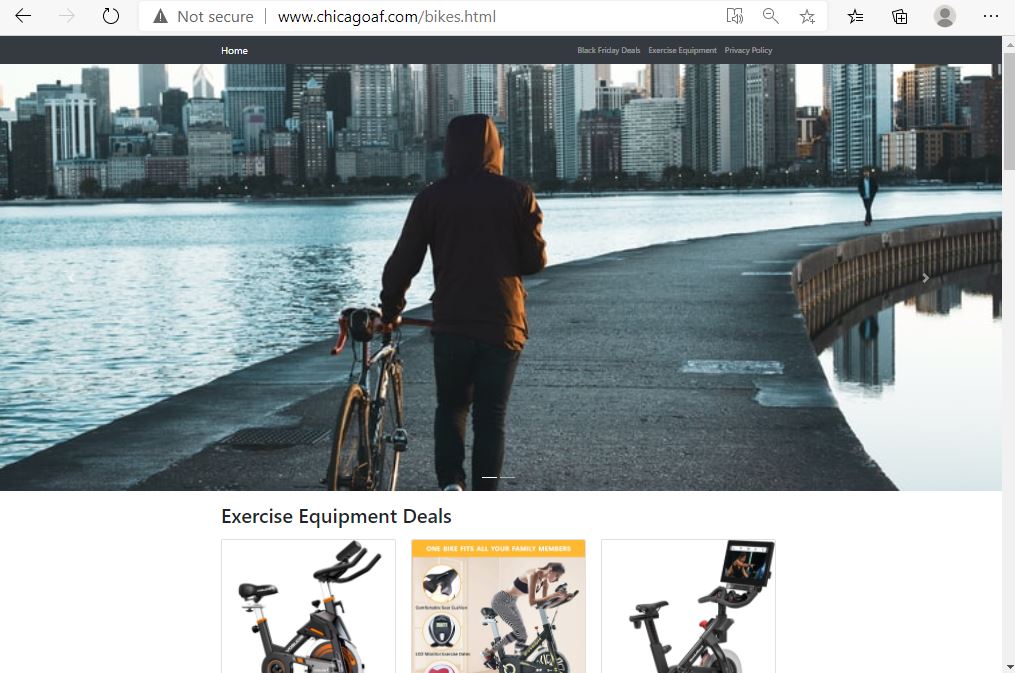 Not secure | www.chicagoaf.com/bikes.html
Home
Black Friday Deals Exercise Equipment Privacy Policy
Exercise Equipment Deals
ONE BIKE FITS ALL YOUR FAMILY MEMBERS
Comfortable Seat Cushion
LCD Monitor Exercise Dates